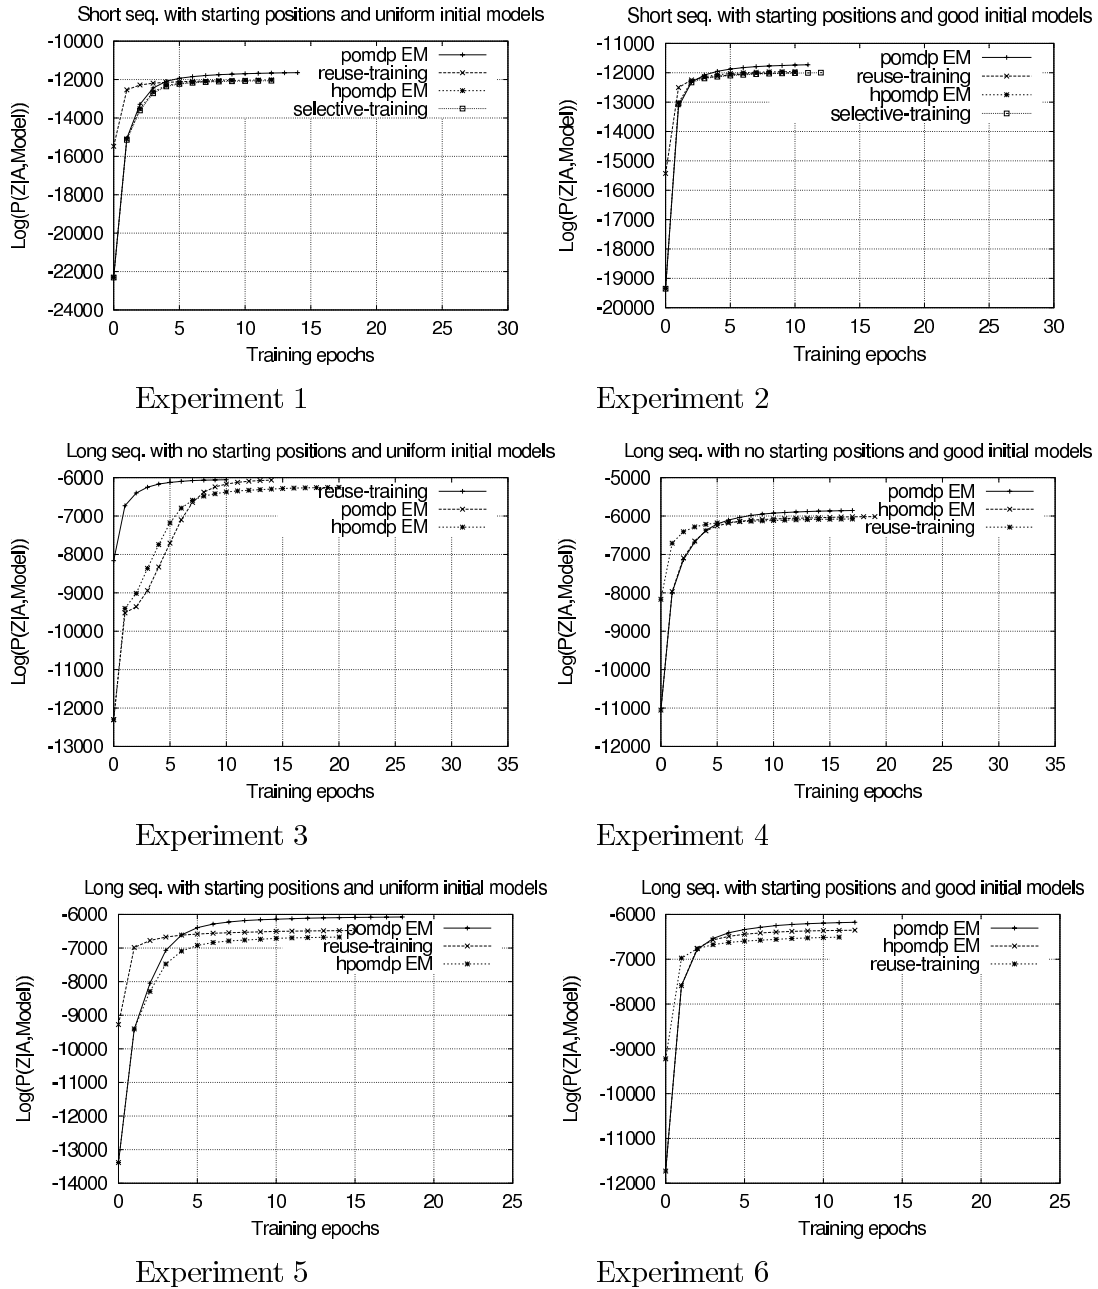 Short seq. with starting positions and uniform initial models
-10000
-12000
-14000
-16000
-18000
-20000
-22000
-24000
0 5 10 15 20 25 30
Log(P(Z|A,Model))
Training epochs
pomdp EM
reuse-training
hpomdp EM
selective-training
Experiment 1
Short seq. with starting positions and good initial models
-11000
-12000
-13000
-14000
-15000
-16000
-17000
-18000
-19000
-20000
0 5 10 15 20 25 30
Log(P(Z|A,Model))
Training epochs
pomdp EM
reuse-training
hpomdp EM
selective-training
Experiment 2
Long seq. with no starting positions and uniform initial models
-6000
-7000
-8000
-9000
-10000
-11000
-12000
-13000
0 5 10 15 20 25 30 35
Log(P(Z|A,Model))
Training epochs
reuse-training
pomdp EM
hpomdp EM
Experiment 3
Long seq. with no starting positions and good initial models
-5000
-6000
-7000
-8000
-9000
-10000
-11000
-12000
0 5 10 15 20 25 30 35
Log(P(Z|A,Model))
Training epochs
pomdp EM
hpomdp EM
reuse-training
Experiment 4
Long seq. with starting positions and uniform initial models
-6000
-7000
-8000
-9000
-10000
-11000
-12000
-13000
-14000
0 5 10 15 20 25
Log(P(Z|A,Model))
Training epochs
pomdp EM
reuse-training
hpomdp EM
Experiment 5
Long seq. with starting positions and good initial models
-6000
-7000
-8000
-9000
-10000
-11000
-12000
0 5 10 15 20 25
Log(P(Z|A,Model))
Training epochs
pomdp EM
hpomdp EM
reuse-training
Experiment 6